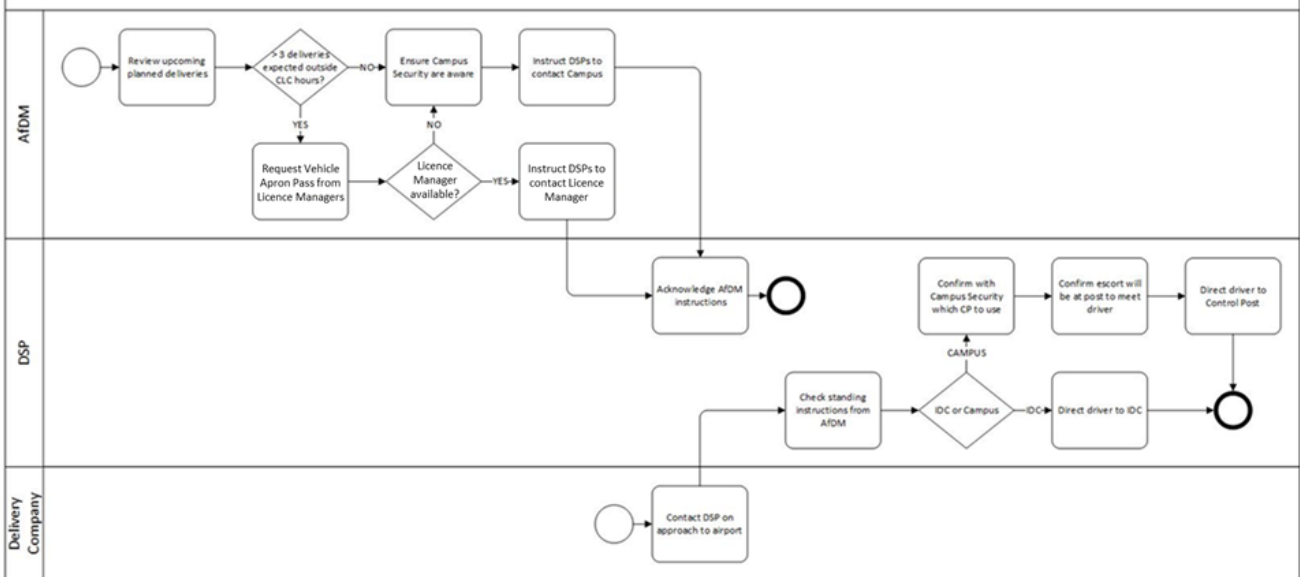 AfDM
Review upcoming
planned deliveries
> 3 deliveries
expected outside
CLC hours?
NO
Ensure Campus
Security are aware
Instruct DSPs to
contact Campus
YES
NO
Request Vehicle
Apron Pass from
Licence Managers
Licence
Manager
available?
YES
Instruct DSPs to
contact Licence
Manager
DSP
Acknowledge AfDM
instructions
Confirm with
Campus Security
which CP to use
Confirm escort will
be at post to meet
driver
Direct driver to
Control Post
CAMPUS
Check standing
instructions from
AfDM
IDC or Campus
IDC
Direct driver to IDC
Delivery
Company
Contact DSP on
approach to airport